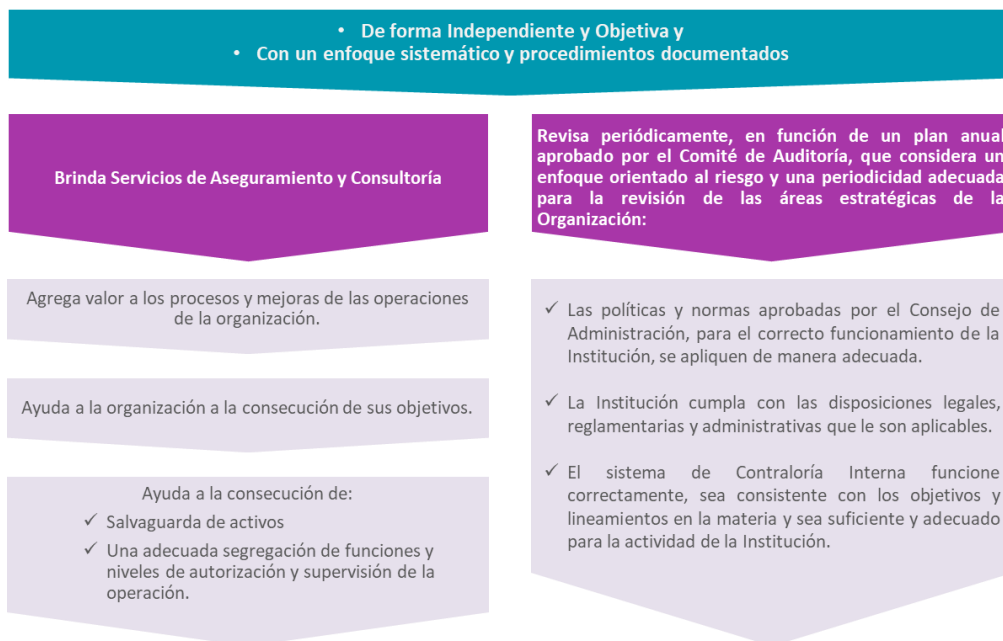 • De forma Independiente y Objetiva y
• Con un enfoque sistemático y procedimientos documentados
Brinda Servicios de Aseguramiento y Consultoría
Agrega valor a los procesos y mejoras de las operaciones
de la organización.
Ayuda a la organización a la consecución de sus objetivos.
Ayuda a la consecución de:
✓ Salvaguarda de activos
✓ Una adecuada segregación de funciones y
niveles de autorización y supervisión de la
operación.
Revisa periódicamente, en función de un plan anual
aprobado por el Comité de Auditoría, que considera un
enfoque orientado al riesgo y una periodicidad adecuada
para la revisión de las áreas estratégicas de la
Organización:
✓ Las políticas y normas aprobadas por el Consejo de
Administración, para el correcto funcionamiento de la
Institución, se apliquen de manera adecuada.
✓ La Institución cumpla con las disposiciones legales,
reglamentarias y administrativas que le son aplicables.
✓ El sistema de Contraloría Interna funcione
correctamente, sea consistente con los objetivos y
lineamientos en la materia y sea suficiente y adecuado
para la actividad de la Institución.